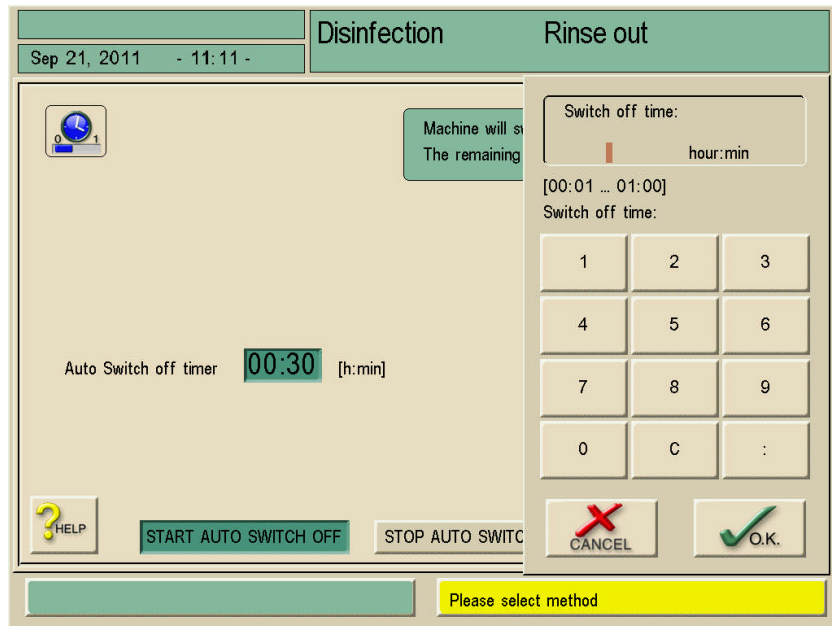 Disinfection Rinse out
Sep 21, 2011 - 11:11 -
Machine will
The remaining
Auto Switch off timer 00:30 [h:min]
HELP
START AUTO SWITCH OFF
STOP AUTO
Switch off time:
hour:min
[00:01 ... 01:00]
Switch off time:
1 2 3
4 5 6
7 8 9
0 C :
CANCEL
O.K.
Please select method
0 1